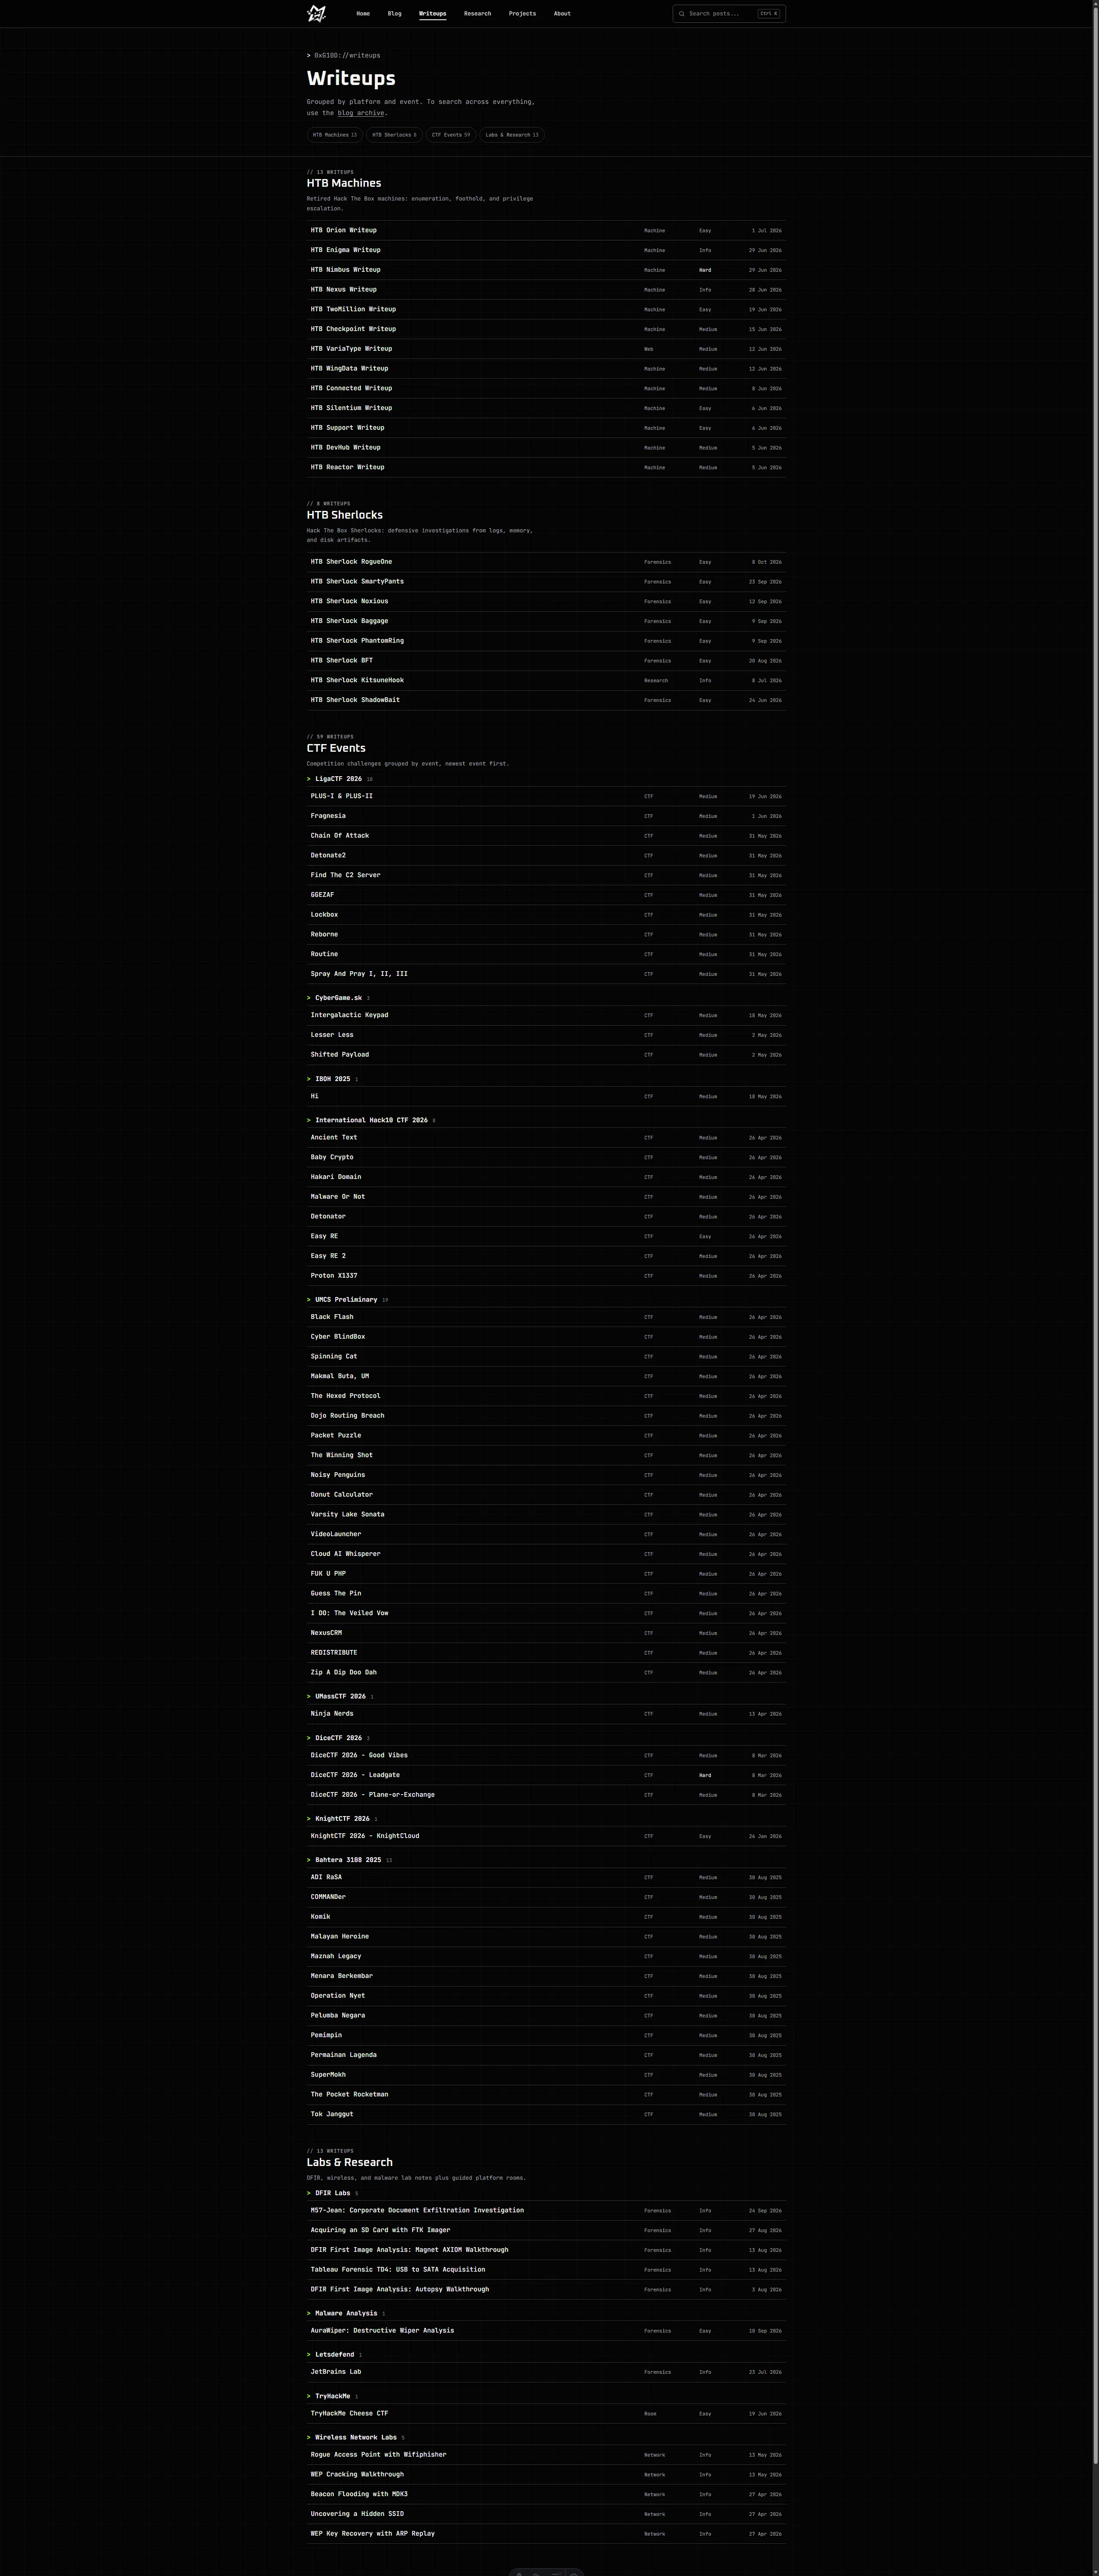 Home Blog Writeups Research Projects About Search posts... Ctrl K
> 0xG10D://writeups
Writeups
Grouped by platform and event. To search across everything,
use the blog archive.
HTB Machines 13 HTB Sherlocks 8 CTF Events 59 Labs & Research 13
// 13 WRITEUPS
HTB Machines
Retired Hack The Box machines: enumeration, foothold, and privilege
escalation.
HTB Orion Writeup Machine Easy 1 Jul 2026
HTB Enigma Writeup Machine Info 29 Jun 2026
HTB Nimbus Writeup Machine Hard 29 Jun 2026
HTB Nexus Writeup Machine Info 28 Jun 2026
HTB TwoMillion Writeup Machine Easy 19 Jun 2026
HTB Checkpoint Writeup Machine Medium 15 Jun 2026
HTB VariaType Writeup Web Medium 12 Jun 2026
HTB WingData Writeup Machine Medium 12 Jun 2026
HTB Connected Writeup Machine Medium 8 Jun 2026
HTB Silentium Writeup Machine Easy 6 Jun 2026
HTB Support Writeup Machine Easy 6 Jun 2026
HTB DevHub Writeup Machine Medium 5 Jun 2026
HTB Reactor Writeup Machine Medium 5 Jun 2026
// 8 WRITEUPS
HTB Sherlocks
Hack The Box Sherlocks: defensive investigations from logs, memory,
and disk artifacts.
HTB Sherlock RogueOne Forensics Easy 8 Oct 2026
HTB Sherlock SmartyPants Forensics Easy 23 Sep 2026
HTB Sherlock Noxious Forensics Easy 12 Sep 2026
HTB Sherlock Baggage Forensics Easy 9 Sep 2026
HTB Sherlock PhantomRing Forensics Easy 9 Sep 2026
HTB Sherlock BFT Forensics Easy 20 Aug 2026
HTB Sherlock KitsuneHook Research Info 8 Jul 2026
HTB Sherlock ShadowBait Forensics Easy 24 Jun 2026
// 59 WRITEUPS
CTF Events
Competition challenges grouped by event, newest event first.
> LigaCTF 2026 10
PLUS-I & PLUS-II CTF Medium 19 Jun 2026
Fragnesia CTF Medium 1 Jun 2026
Chain Of Attack CTF Medium 31 May 2026
Detonate2 CTF Medium 31 May 2026
Find The C2 Server CTF Medium 31 May 2026
GGEZAF CTF Medium 31 May 2026
Lockbox CTF Medium 31 May 2026
Reborne CTF Medium 31 May 2026
Routine CTF Medium 31 May 2026
Spray And Pray I, II, III CTF Medium 31 May 2026
> CyberGame.sk 3
Intergalactic Keypad CTF Medium 18 May 2026
Lesser Less CTF Medium 2 May 2026
Shifted Payload CTF Medium 2 May 2026
> IBOH 2025 1
Hi CTF Medium 18 May 2026
> International Hack10 CTF 2026 8
Ancient Text CTF Medium 26 Apr 2026
Baby Crypto CTF Medium 26 Apr 2026
Hakari Domain CTF Medium 26 Apr 2026
Malware Or Not CTF Medium 26 Apr 2026
Detonator CTF Medium 26 Apr 2026
Easy RE CTF Easy 26 Apr 2026
Easy RE 2 CTF Medium 26 Apr 2026
Proton X1337 CTF Medium 26 Apr 2026
> UMCS Preliminary 19
Black Flash CTF Medium 26 Apr 2026
Cyber BlindBox CTF Medium 26 Apr 2026
Spinning Cat CTF Medium 26 Apr 2026
Makmal Buta, UM CTF Medium 26 Apr 2026
The Hexed Protocol CTF Medium 26 Apr 2026
Dojo Routing Breach CTF Medium 26 Apr 2026
Packet Puzzle CTF Medium 26 Apr 2026
The Winning Shot CTF Medium 26 Apr 2026
Noisy Penguins CTF Medium 26 Apr 2026
Donut Calculator CTF Medium 26 Apr 2026
Varsity Lake Sonata CTF Medium 26 Apr 2026
VideoLauncher CTF Medium 26 Apr 2026
Cloud AI Whisperer CTF Medium 26 Apr 2026
FUK U PHP CTF Medium 26 Apr 2026
Guess The Pin CTF Medium 26 Apr 2026
I DO: The Veiled Vow CTF Medium 26 Apr 2026
NexusCRM CTF Medium 26 Apr 2026
REDISTRIBUTE CTF Medium 26 Apr 2026
Zip A Dip Doo Dah CTF Medium 26 Apr 2026
> UMassCTF 2026 1
Ninja Nerds CTF Medium 13 Apr 2026
> DiceCTF 2026 3
DiceCTF 2026 - Good Vibes CTF Medium 8 Mar 2026
DiceCTF 2026 - Leadgate CTF Hard 8 Mar 2026
DiceCTF 2026 - Plane-or-Exchange CTF Medium 8 Mar 2026
> KnightCTF 2026 1
KnightCTF 2026 - KnightCloud CTF Easy 26 Jan 2026
> Bahtera 3108 2025 13
ADI RaSA CTF Medium 30 Aug 2025
COMMANDer CTF Medium 30 Aug 2025
Komik CTF Medium 30 Aug 2025
Malayan Heroine CTF Medium 30 Aug 2025
Maznah Legacy CTF Medium 30 Aug 2025
Menara Berkembar CTF Medium 30 Aug 2025
Operation Nyet CTF Medium 30 Aug 2025
Pelumba Negara CTF Medium 30 Aug 2025
Pemimpin CTF Medium 30 Aug 2025
Permainan Lagenda CTF Medium 30 Aug 2025
SuperMokh CTF Medium 30 Aug 2025
The Pocket Rocketman CTF Medium 30 Aug 2025
Tok Janggut CTF Medium 30 Aug 2025
// 13 WRITEUPS
Labs & Research
DFIR, wireless, and malware lab notes plus guided platform rooms.
> DFIR Labs 5
M57-Jean: Corporate Document Exfiltration Investigation Forensics Info 24 Sep 2026
Acquiring an SD Card with FTK Imager Forensics Info 27 Aug 2026
DFIR First Image Analysis: Magnet AXIOM Walkthrough Forensics Info 13 Aug 2026
Tableau Forensic TD4: USB to SATA Acquisition Forensics Info 13 Aug 2026
DFIR First Image Analysis: Autopsy Walkthrough Forensics Info 3 Aug 2026
> Malware Analysis 1
AuraWiper: Destructive Wiper Analysis Forensics Easy 10 Sep 2026
> Letsdefend 1
JetBrains Lab Forensics Info 23 Jul 2026
> TryHackMe 1
TryHackMe Cheese CTF Room Easy 19 Jun 2026
> Wireless Network Labs 5
Rogue Access Point with Wifiphisher Network Info 13 May 2026
WEP Cracking Walkthrough Network Info 13 May 2026
Beacon Flooding with MDK3 Network Info 27 Apr 2026
Uncovering a Hidden SSID Network Info 27 Apr 2026
WEP Key Recovery with ARP Replay Network Info 27 Apr 2026